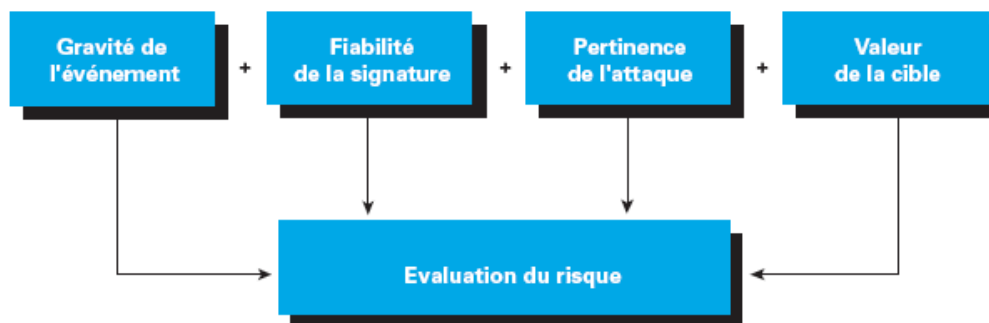 Gravité de
l'événement
+
Fiabilité
de la signature
+
Pertinence
de l'attaque
+
Valeur
de la cible
Evaluation du risque